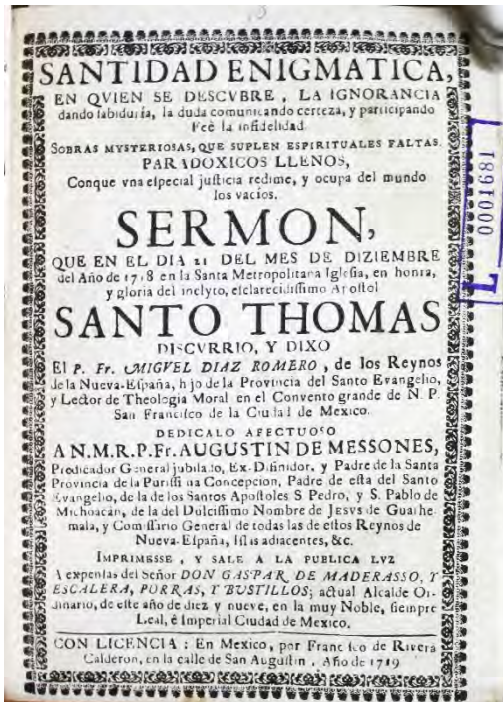 SANTIDAD ENIGMATICA,
EN QVIEN SE DESCVBRE, LA IGNORANCIA
dando sabiduria, la duda comunicando certeza, y participando
Feè la infidelidad.
SOBRAS MYSTERIOSAS, QUE SUPLEN ESPIRITUALES FALTAS.
PARADOXICOS LLENOS,
Conque vna especial justicia redime, y ocupa del mundo
los vacios.
SERMON,
QUE EN EL DIA 21 DEL MES DE DIZIEMBRE
del Año de 1718 en la Santa Metropolitana Iglesia, en honra,
y gloria del inclyto, esclarecidissimo Apostol
SANTO THOMAS
DISCVRRIO, Y DIXO
El P. Fr. MIGVEL DIAZ ROMERO, de los Reynos
de la Nueva-España, hijo de la Provincia del Santo Evangelio,
y Lector de Theologia Moral en el Convento grande de N. P.
San Francisco de la Ciudad de Mexico.
DEDICALO AFECTUOSO
A N. M. R. P. Fr. AUGUSTIN DE MESSONES,
Predicador General jubilado, Ex-Difinidor, y Padre de la Santa
Provincia de la Purissima Concepcion, Padre de esta del Santo
Evangelio, de la de los Santos Apostoles S Pedro, y S. Pablo de
Michoacàn, de la del Dulcissimo Nombre de Jesvs de Guathe-
mala, y Comissario General de todas las de estos Reynos de
Nueva-España, Islas adiacentes, &c.
IMPRIMESSE, Y SALE A LA PUBLICA LVZ
A expensas del Señor DON GASPAR DE MADERASSO, Y
ESCALERA, PORRAS, Y BUSTILLOS; actual Alcalde Or-
dinario, de este año de diez y nueve, en la muy Noble, siempre
Leal, è Imperial Ciudad de Mexico.
CON LICENCIA: En Mexico, por Francisco de Rivera
Calderon, en la calle de San Augustin. Año de 1719
0001681